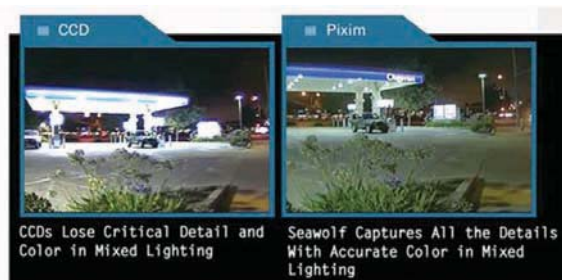 CCD
Pixim
Chevron
CCDs Lose Critical Detail and
Color in Mixed Lighting
Seawolf Captures All the Details
With Accurate Color in Mixed
Lighting